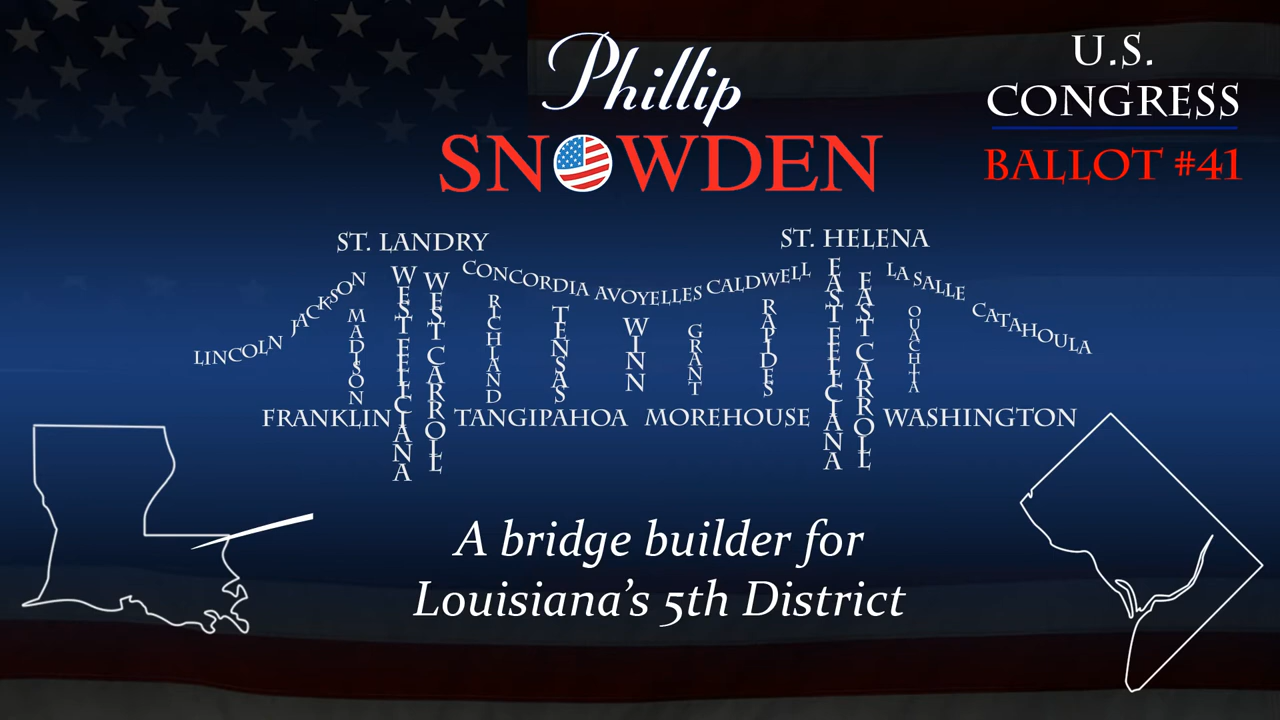 Phillip
SNOWDEN
U.S.
CONGRESS
BALLOT #41
ST. LANDRY
ST. HELENA
LINCOLN
JACKSON
MADISON
WEST FELICIANA
WEST CARROLL
CONCORDIA
AVOYELLES
CALDWELL
RICHLAND
TENSAS
WINN
GRANT
RAPIDES
EAST FELICIANA
EAST CARROLL
LA SALLE
CATAHOULA
OUACHITA
FRANKLIN
TANGIPAHOA
MOREHOUSE
WASHINGTON
A bridge builder for
Louisiana's 5th District